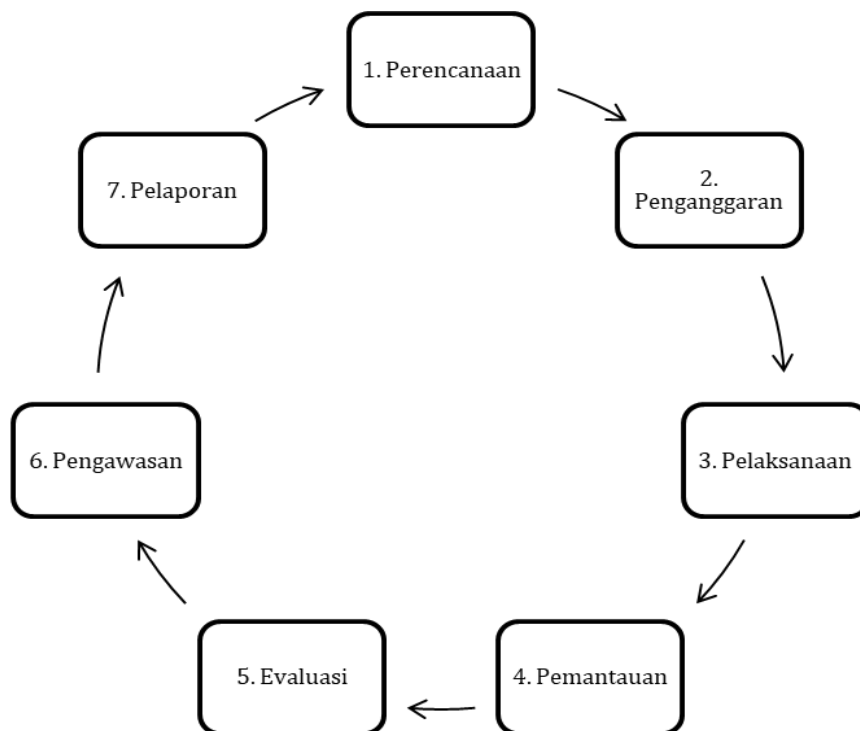 1. Perencanaan
2.
Penganggaran
3. Pelaksanaan
4. Pemantauan
5. Evaluasi
6. Pengawasan
7. Pelaporan